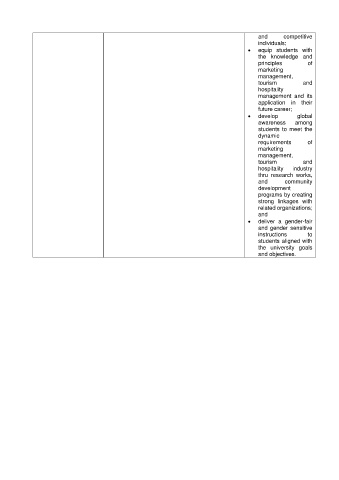 and competitive
individuals;
• equip students with
the knowledge and
principles of
marketing
management,
tourism and
hospitality
management and its
application in their
future career;
• develop global
awareness among
students to meet the
dynamic
requirements of
marketing
management,
tourism and
hospitality industry
thru research works,
and community
development
programs by creating
strong linkages with
related organizations;
and
• deliver a gender-fair
and gender sensitive
instructions to
students aligned with
the university goals
and objectives.